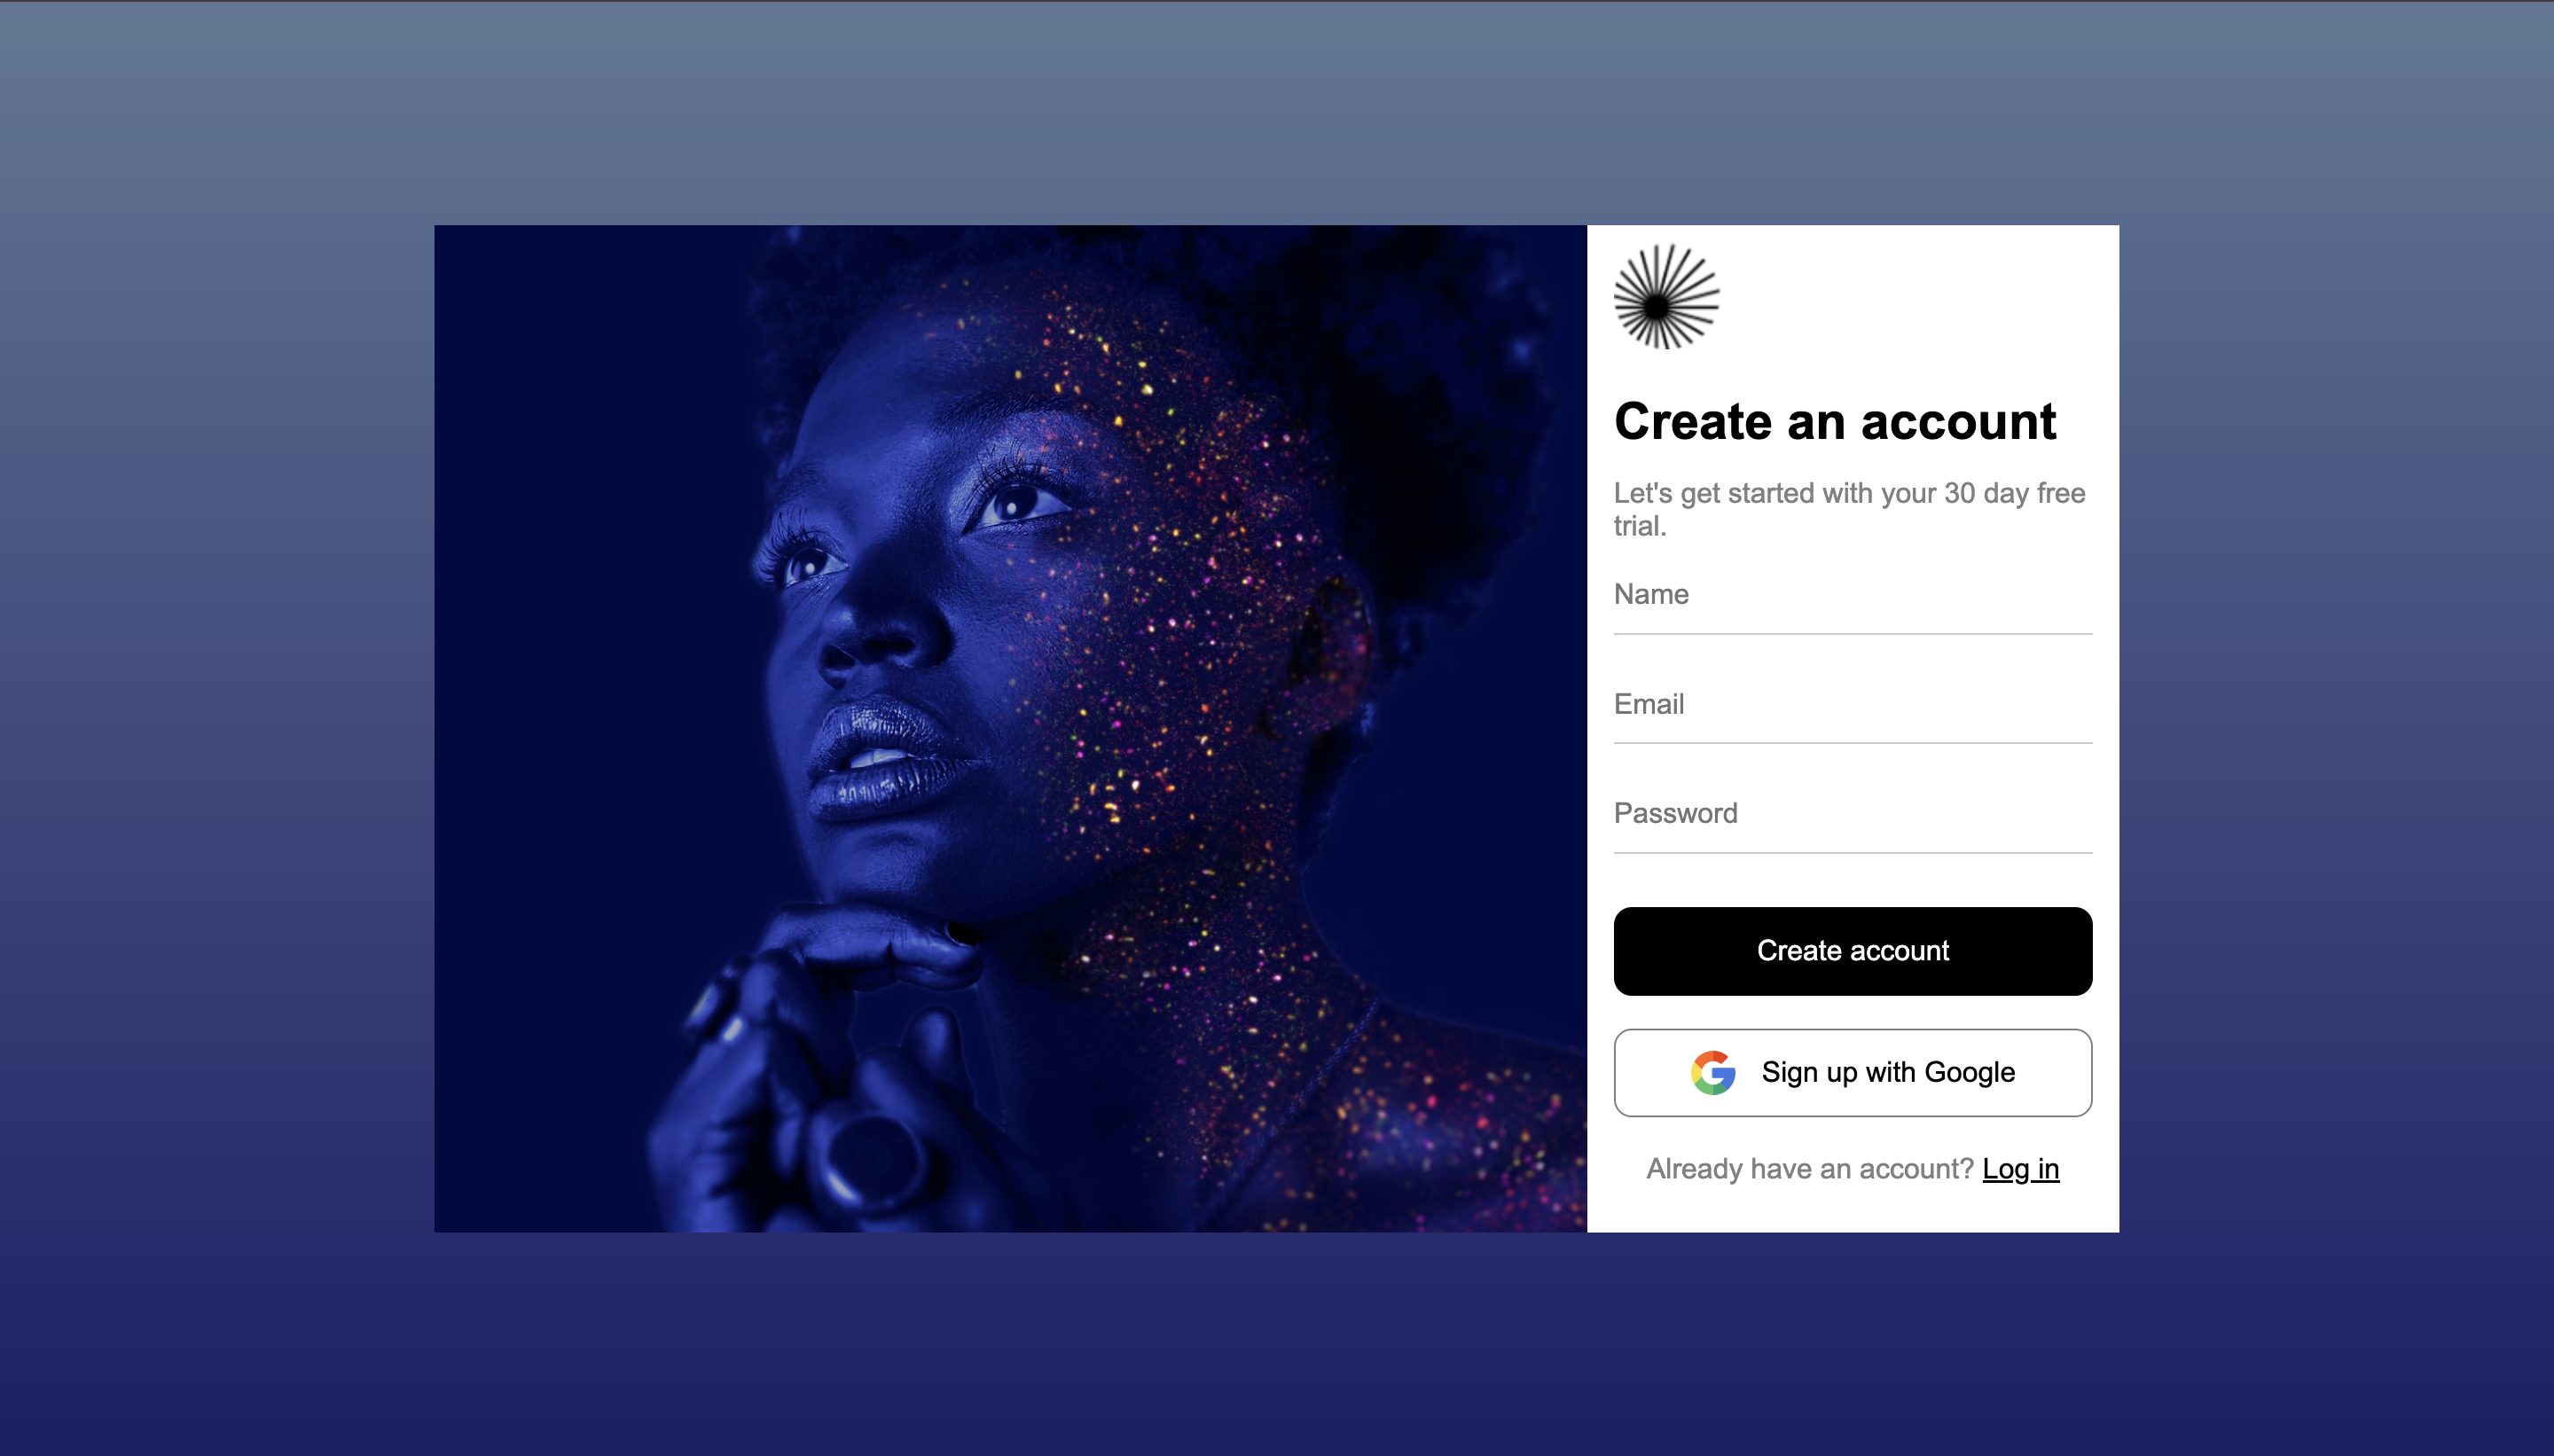 Create an account
Let's get started with your 30 day free
trial.
Name
Email
Password
Create account
Sign up with Google
Already have an account? Log in